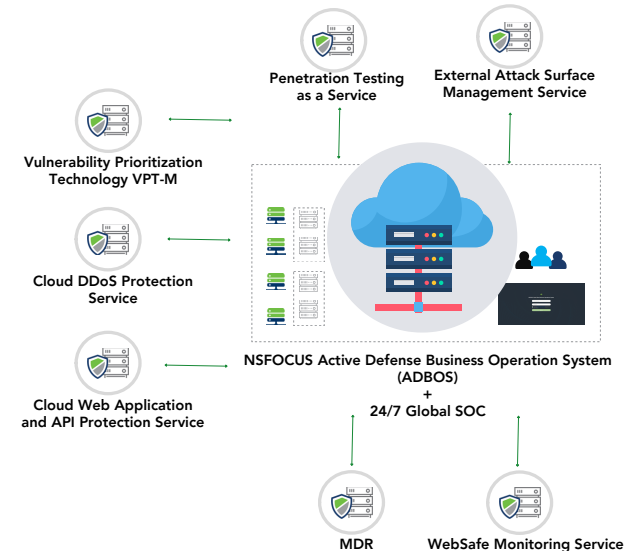 Penetration Testing
as a Service
External Attack Surface
Management Service
Vulnerability Prioritization
Technology VPT-M
Cloud DDoS Protection
Service
Cloud Web Application
and API Protection Service
NSFOCUS Active Defense Business Operation System
(ADBOS)
+
24/7 Global SOC
MDR
WebSafe Monitoring Service